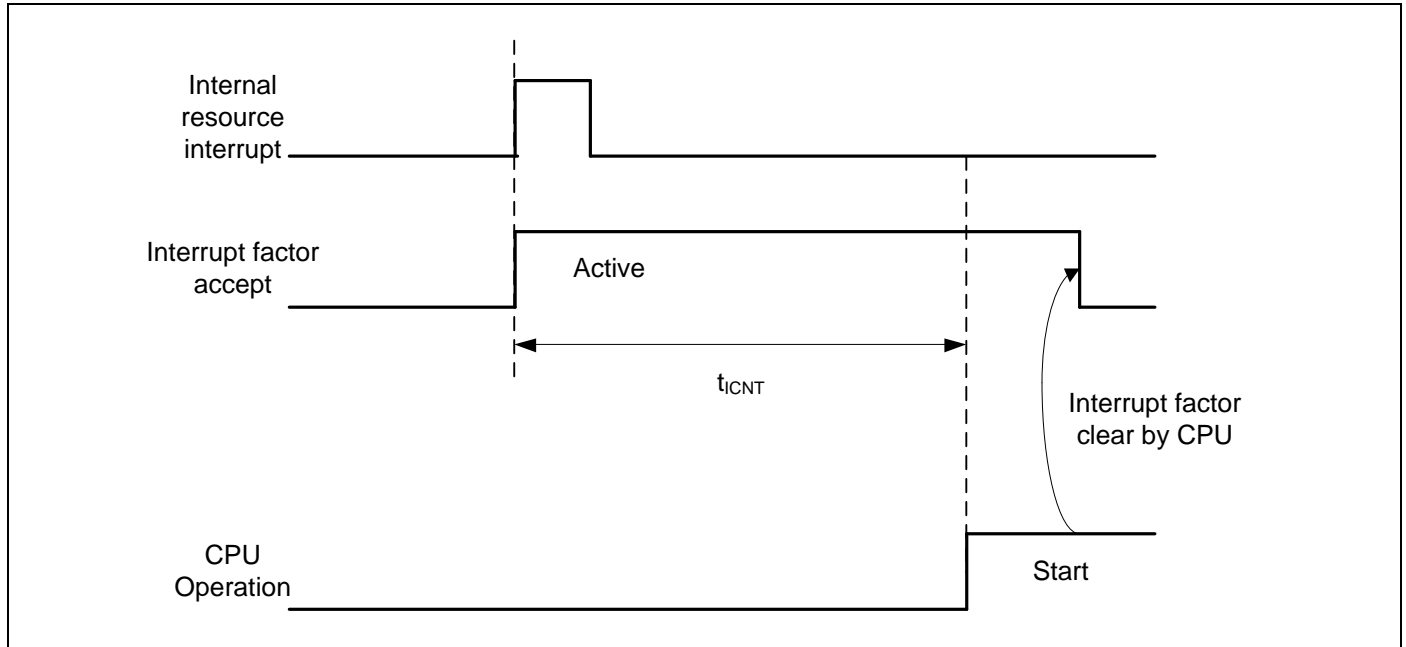 Internal
resource
interrupt
Interrupt factor
accept
Active
tICNT
Interrupt factor
clear by CPU
CPU
Operation
Start